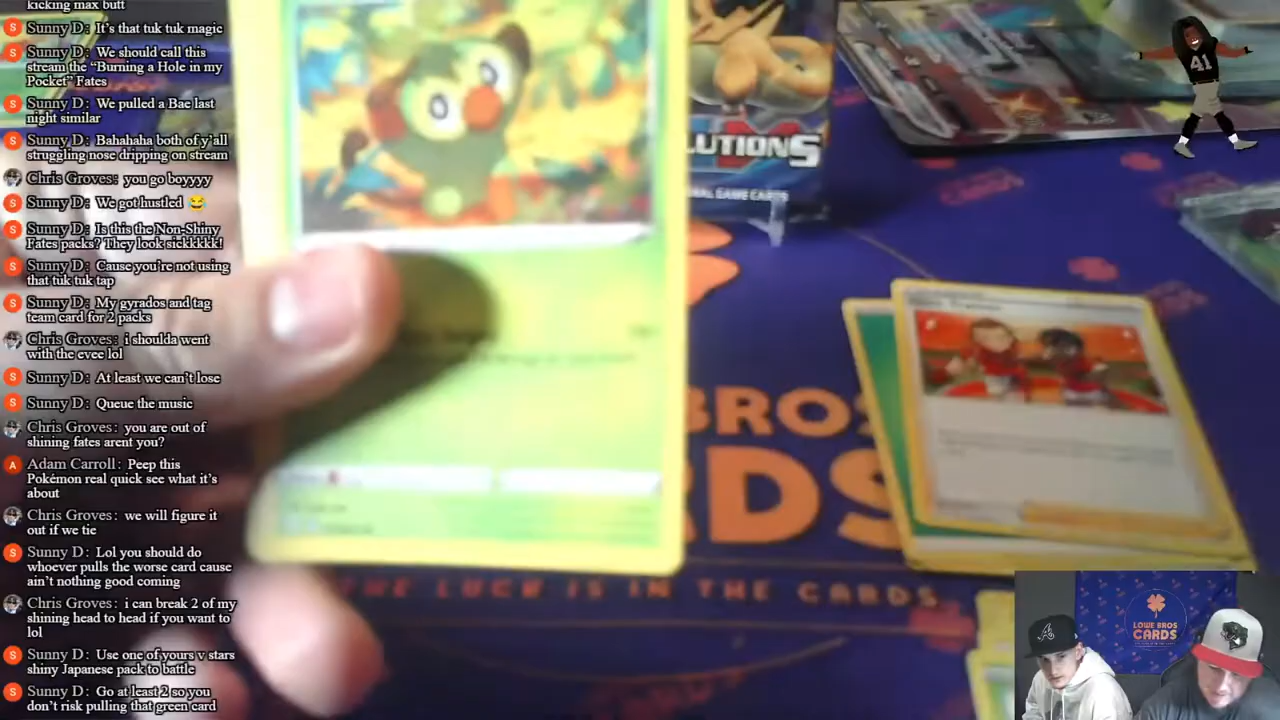 kicking max butt
Sunny D: It's that tuk tuk magic
Sunny D: We should call this
stream the "Burning a Hole in my
Pocket" Fates
Sunny D: We pulled a Bae last
night similar
Sunny D: Bahahaha both of y'all
struggling nose dripping on stream
Chris Groves: you go boyyyy
Sunny D: We got hustled 😂
Sunny D: Is this the Non-Shiny
Fates packs? They look sickkkkk!
Sunny D: Cause you're not using
that tuk tuk tap
Sunny D: My gyrados and tag
team card for 2 packs
Chris Groves: i shoulda went
with the evee lol
Sunny D: At least we can't lose
Sunny D: Queue the music
Chris Groves: you are out of
shining fates arent you?
Adam Carroll: Peep this
Pokémon real quick see what it's
about
Chris Groves: we will figure it
out if we tie
Sunny D: Lol you should do
whoever pulls the worse card cause
ain't nothing good coming
Chris Groves: i can break 2 of my
shining head to head if you want to
lol
Sunny D: Use one of yours v stars
shiny Japanese pack to battle
Sunny D: Go at least 2 so you
don't risk pulling that green card
LUTIONS
GAME CARDS
BROS
RDS
THE LUCK IS IN THE CARDS
41
LOWE BROS
CARDS
A